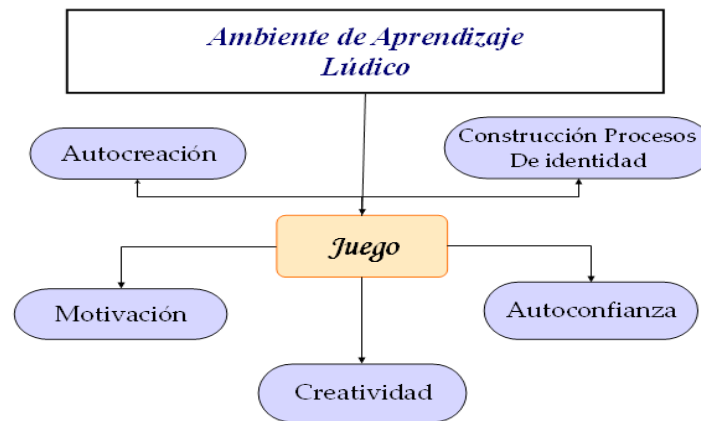 Ambiente de Aprendizaje
Lúdico
Autocreación
Construcción Procesos
De identidad
Juego
Motivación
Autoconfianza
Creatividad